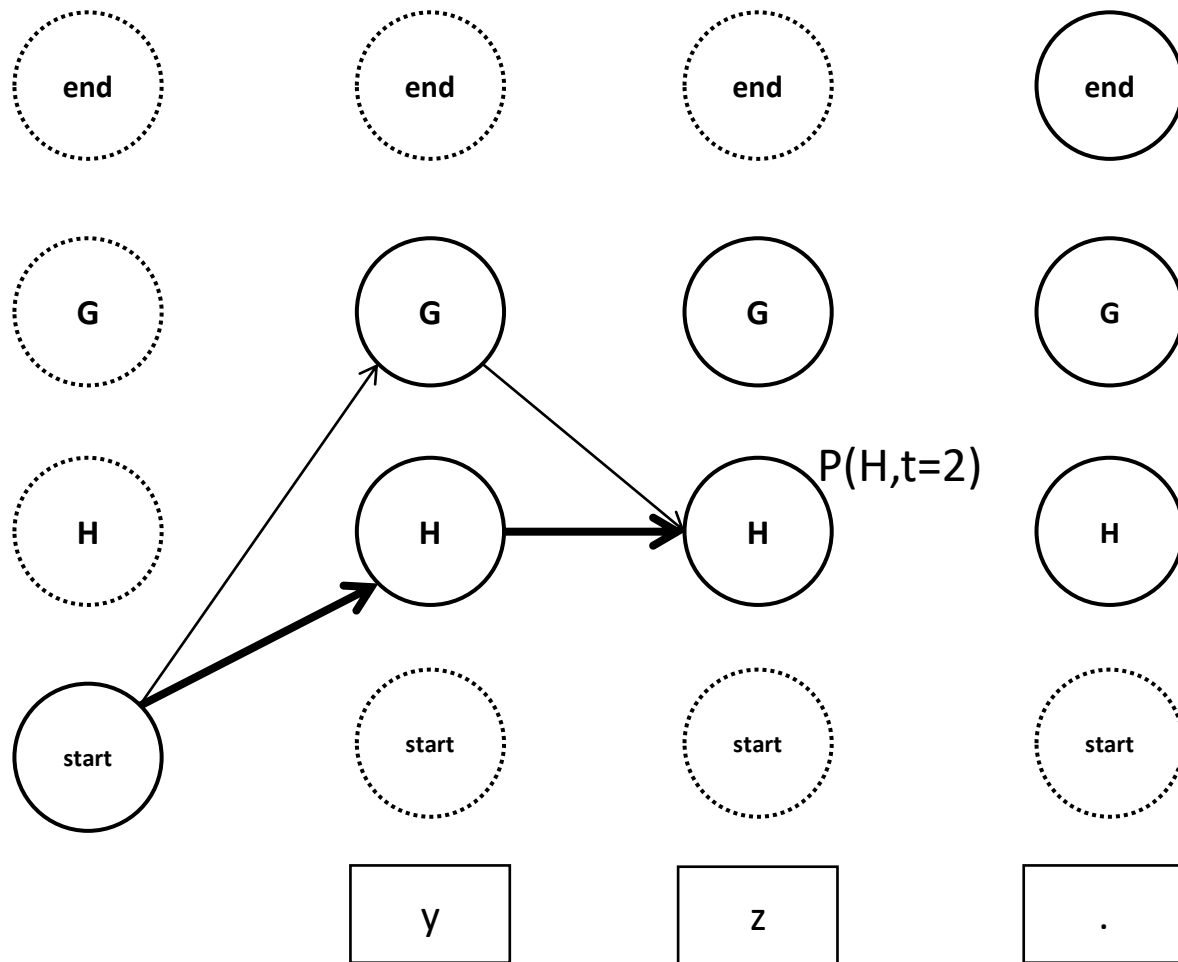 end end end end
G G G G
P(H,t=2)
H H H H
start start start start
y z .